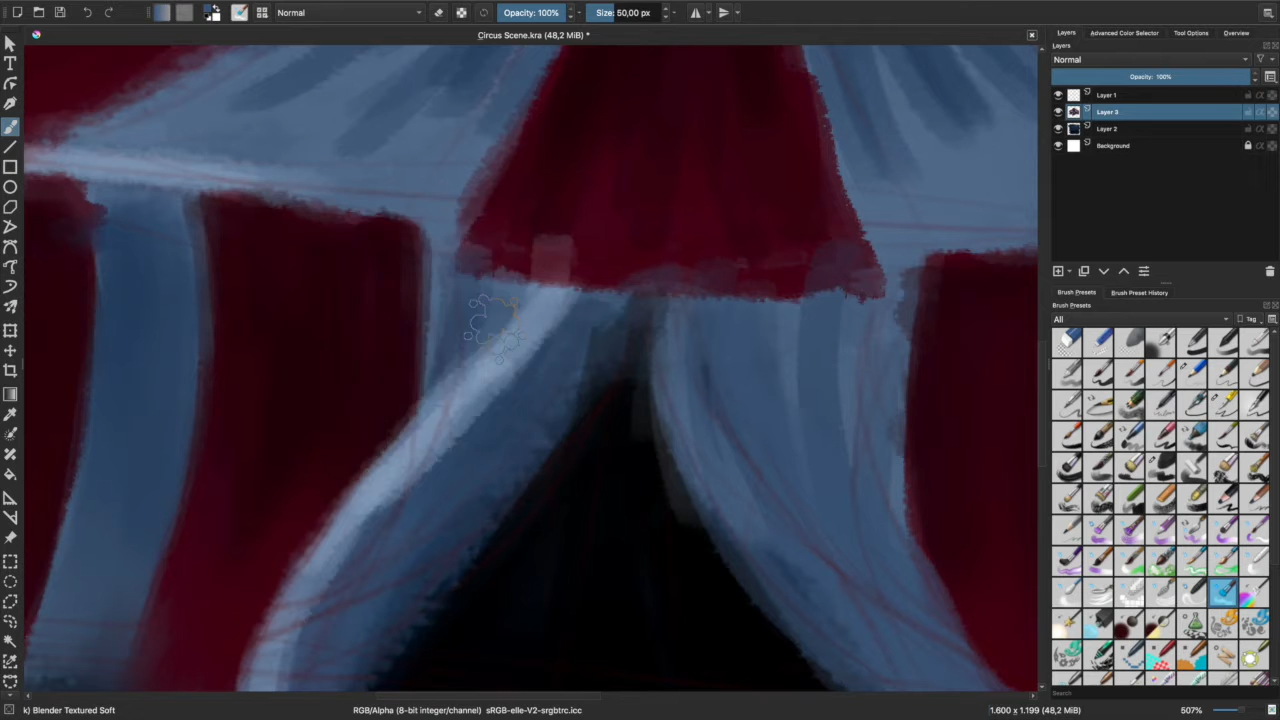 Normal
Opacity: 100%
Size: 50,00 px
Circus Scene.kra (48,2 MiB) *
Layers
Advanced Color Selector
Tool Options
Overview
Layers
Normal
Opacity: 100%
Layer 1
Layer 3
Layer 2
Background
Brush Presets
Brush Preset History
Brush Presets
All
Tag
Search
k) Blender Textured Soft
RGB/Alpha (8-bit integer/channel) sRGB-elle-V2-srgbtrc.icc
1.600 x 1.199 (48,2 MiB)
507%